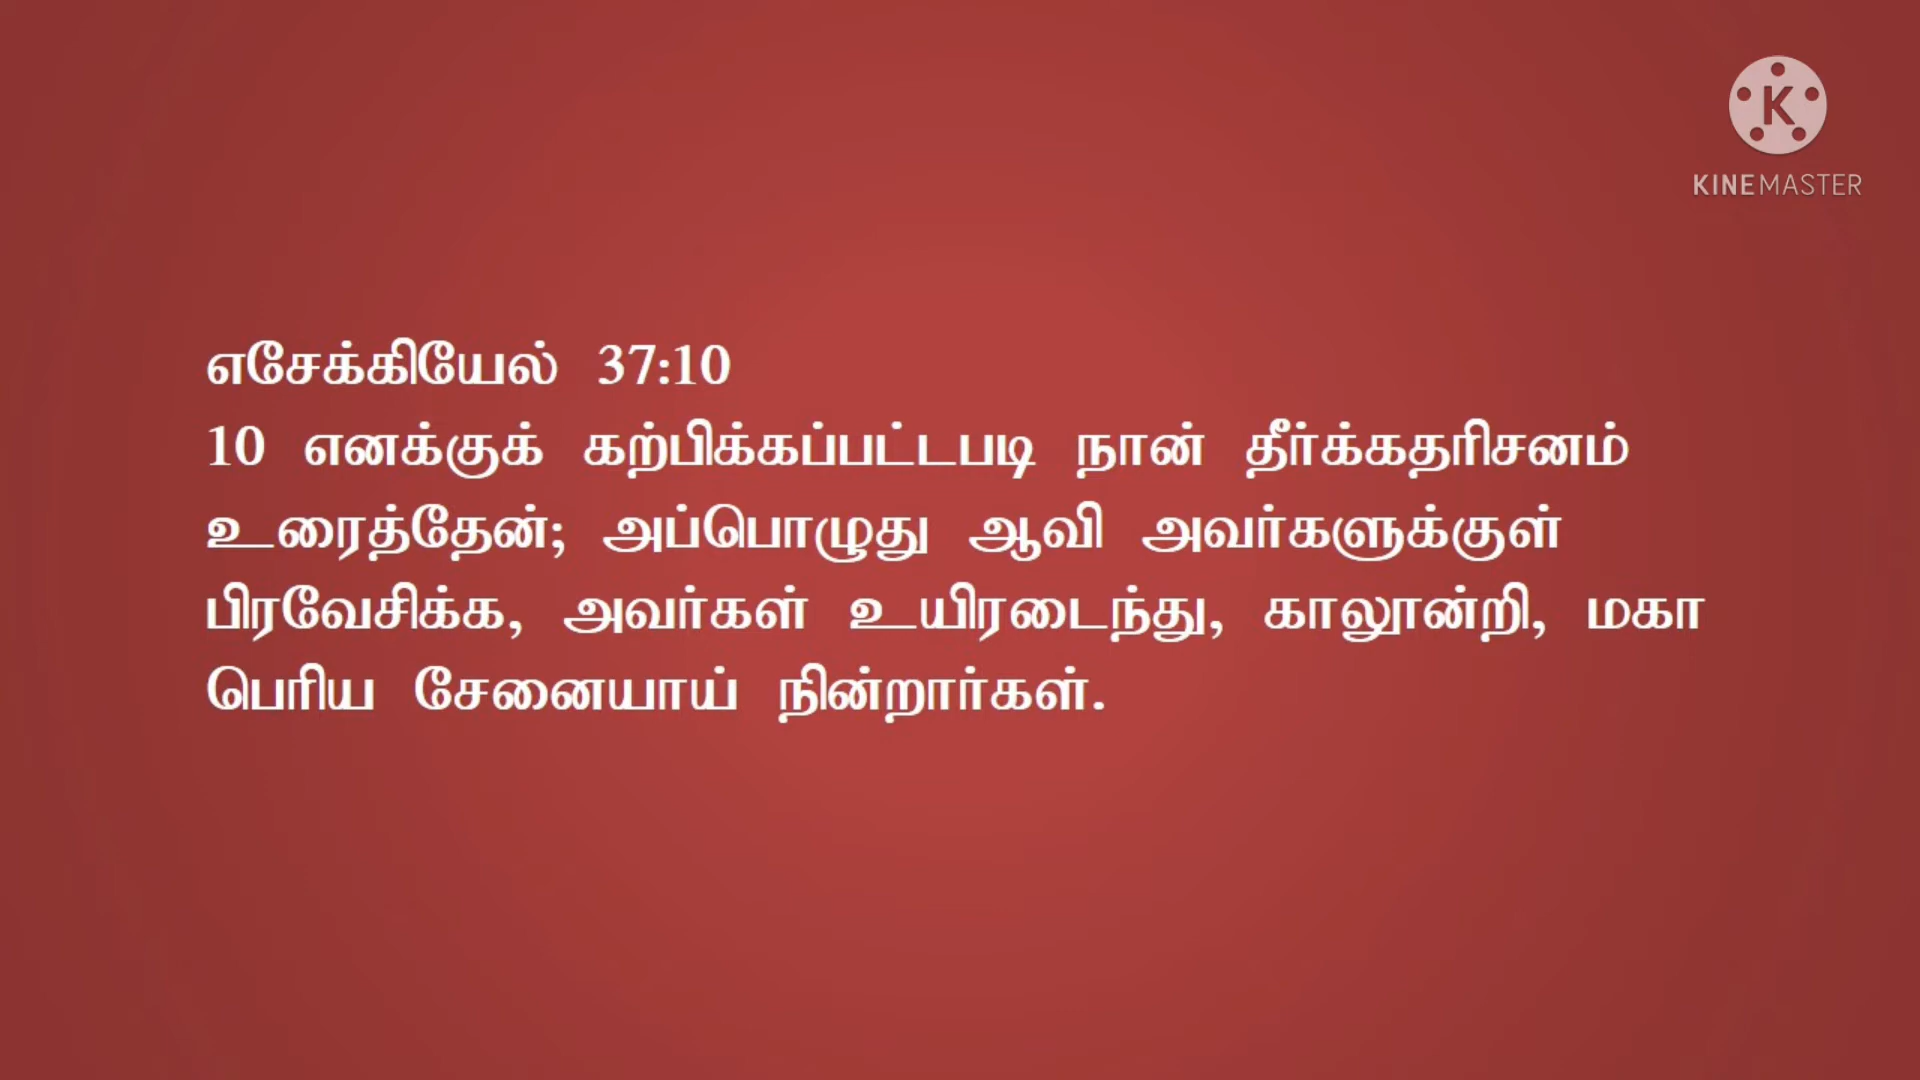 K
KINEMASTER
எசேக்கியேல் 37:10
10 எனக்குக் கற்பிக்கப்பட்டபடி நான் தீர்க்கதரிசனம்
உரைத்தேன்; அப்பொழுது ஆவி அவர்களுக்குள்
பிரவேசிக்க, அவர்கள் உயிரடைந்து, காலூன்றி, மகா
பெரிய சேனையாய் நின்றார்கள்.